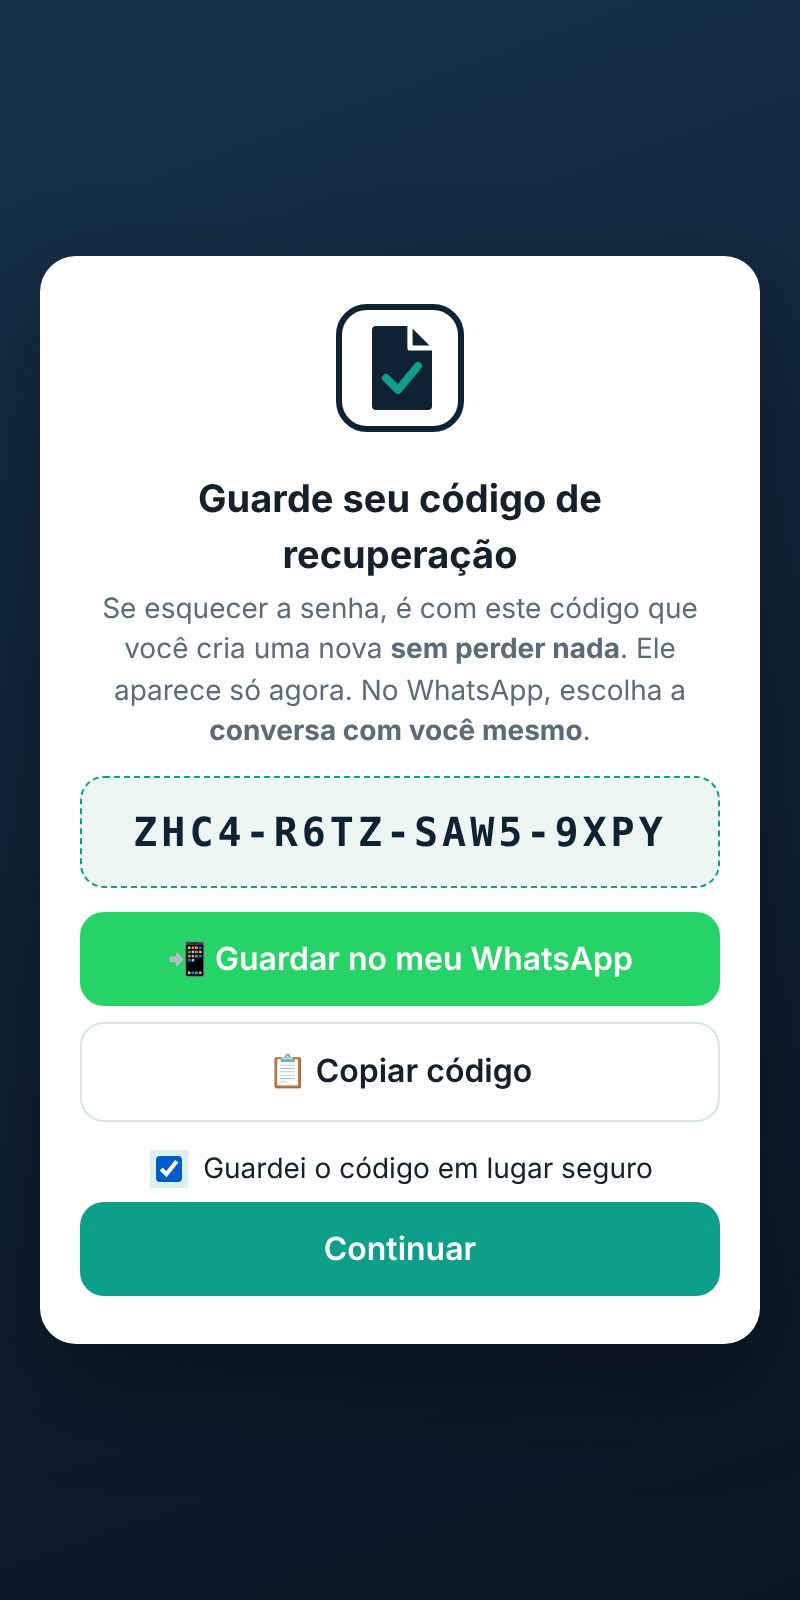 Guarde seu código de
recuperação
Se esquecer a senha, é com este código que
você cria uma nova sem perder nada. Ele
aparece só agora. No WhatsApp, escolha a
conversa com você mesmo.
ZHC4-R6TZ-SAW5-9XPY
📲 Guardar no meu WhatsApp
📋 Copiar código
Guardei o código em lugar seguro
Continuar